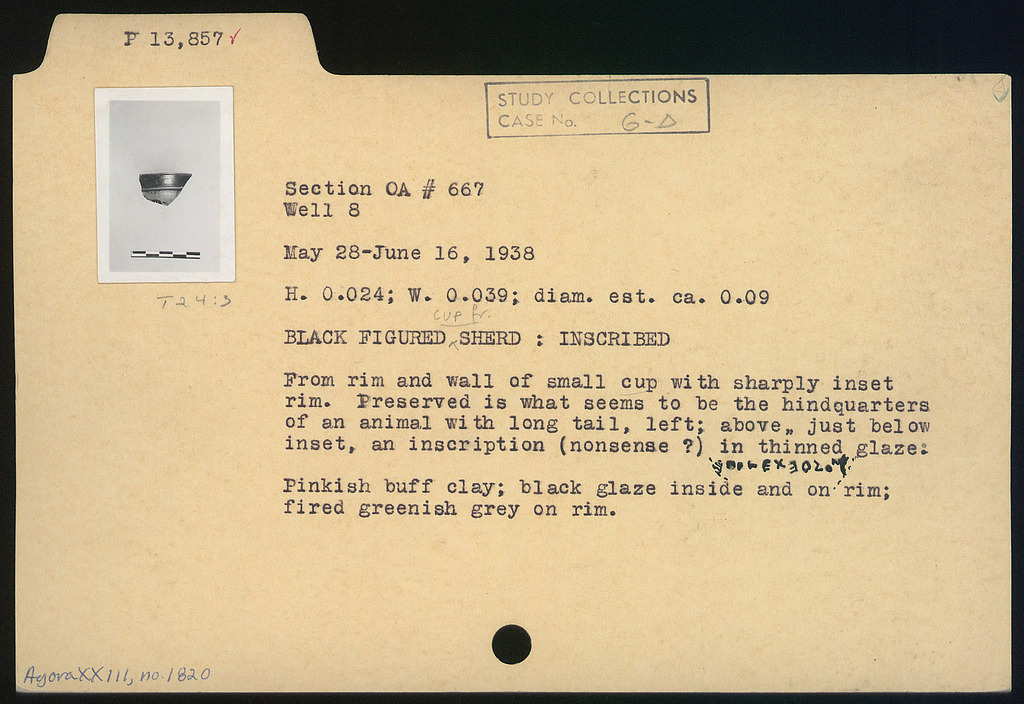 P 13,857 ✓
STUDY COLLECTIONS
CASE No. G-D
Section OA # 667
Well 8
May 28-June 16, 1938
T24:3
H. 0.024; W. 0.039; diam. est. ca. 0.09
cup fr.
BLACK FIGURED SHERD : INSCRIBED
From rim and wall of small cup with sharply inset
rim. Preserved is what seems to be the hindquarters
of an animal with long tail, left; above, just below
inset, an inscription (nonsense ?) in thinned glaze:
Pinkish buff clay; black glaze inside and on rim;
fired greenish grey on rim.
Agora XXIII, no. 1820